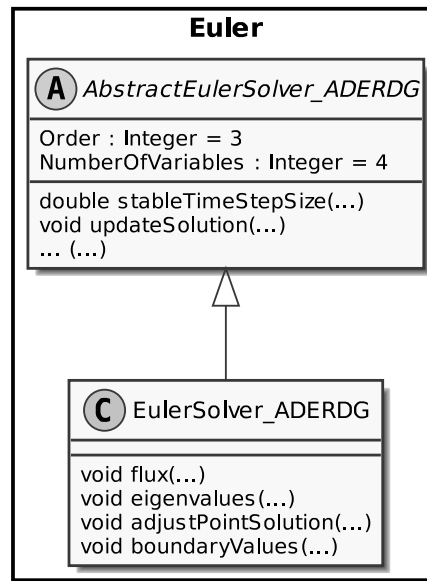 Euler
A AbstractEulerSolver_ADERDG
Order : Integer = 3
NumberOfVariables : Integer = 4
double stableTimeStepSize(...)
void updateSolution(...)
... (...)
C EulerSolver_ADERDG
void flux(...)
void eigenvalues(...)
void adjustPointSolution(...)
void boundaryValues(...)